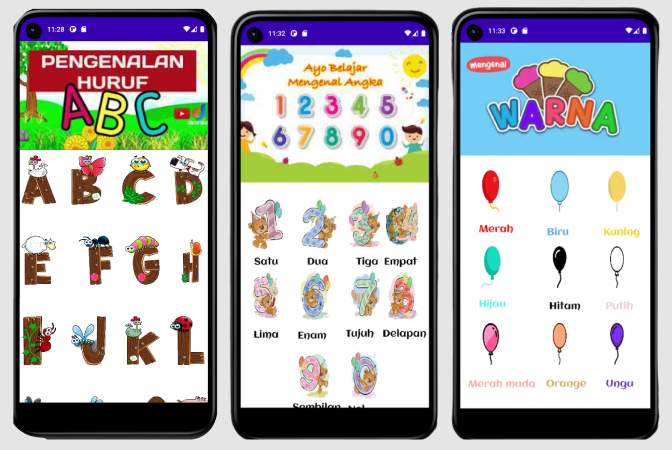 11:28
PENGENALAN
HURUF
ABC
A B C D
E F G H
I J K L
11:32
Ayo Belajar
Mengenal Angka
1 2 3 4 5
6 7 8 9 0
1 2 3 4
Satu Dua Tiga Empat
5 6 7 8
Lima Enam Tujuh Delapan
9 0
Sembilan Nol
11:33
mengenal
WARNA
Merah Biru Kuning
Hijau Hitam Putih
Merah muda Orange Ungu